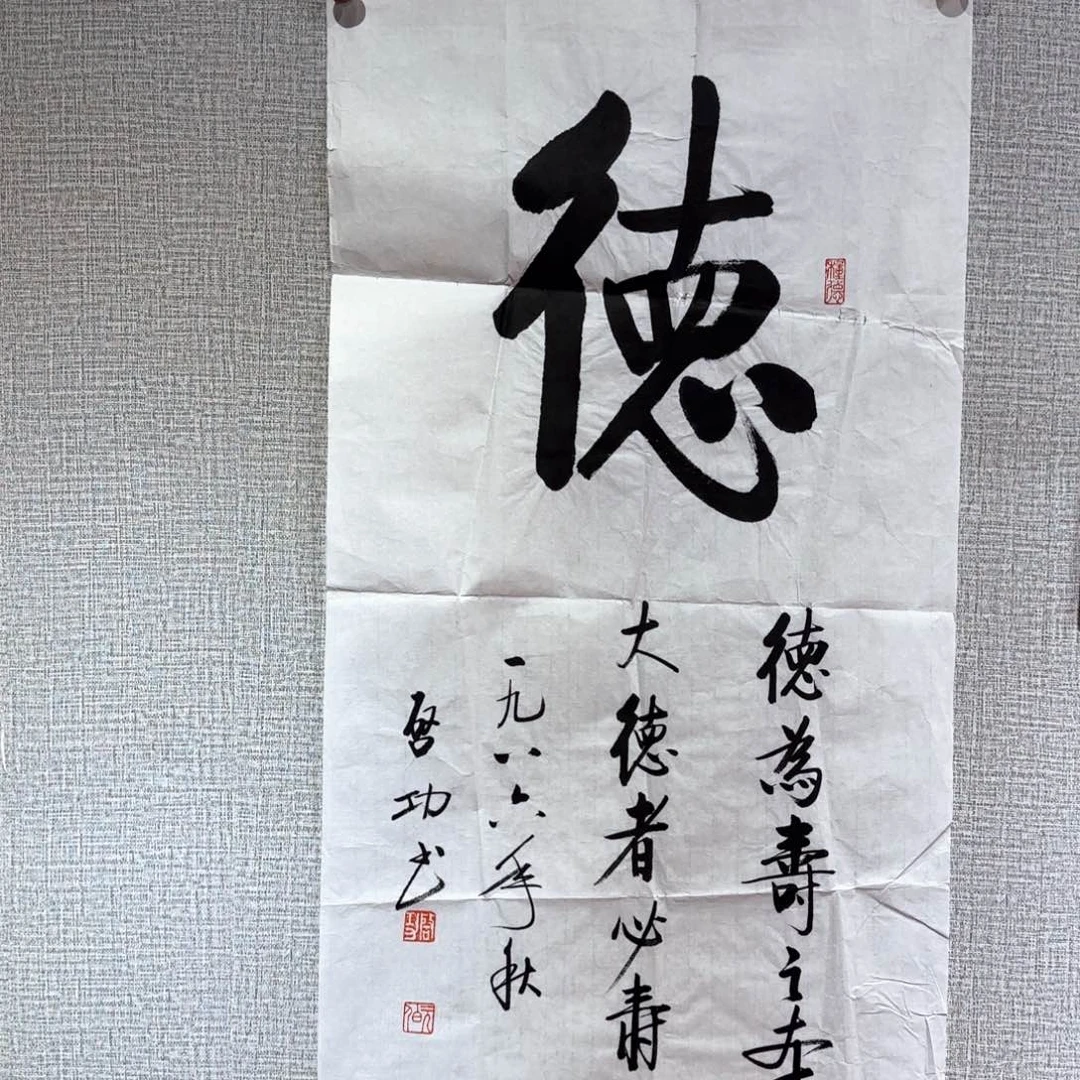 德
德為壽之本
大德者必壽
一九八六年秋
启功书